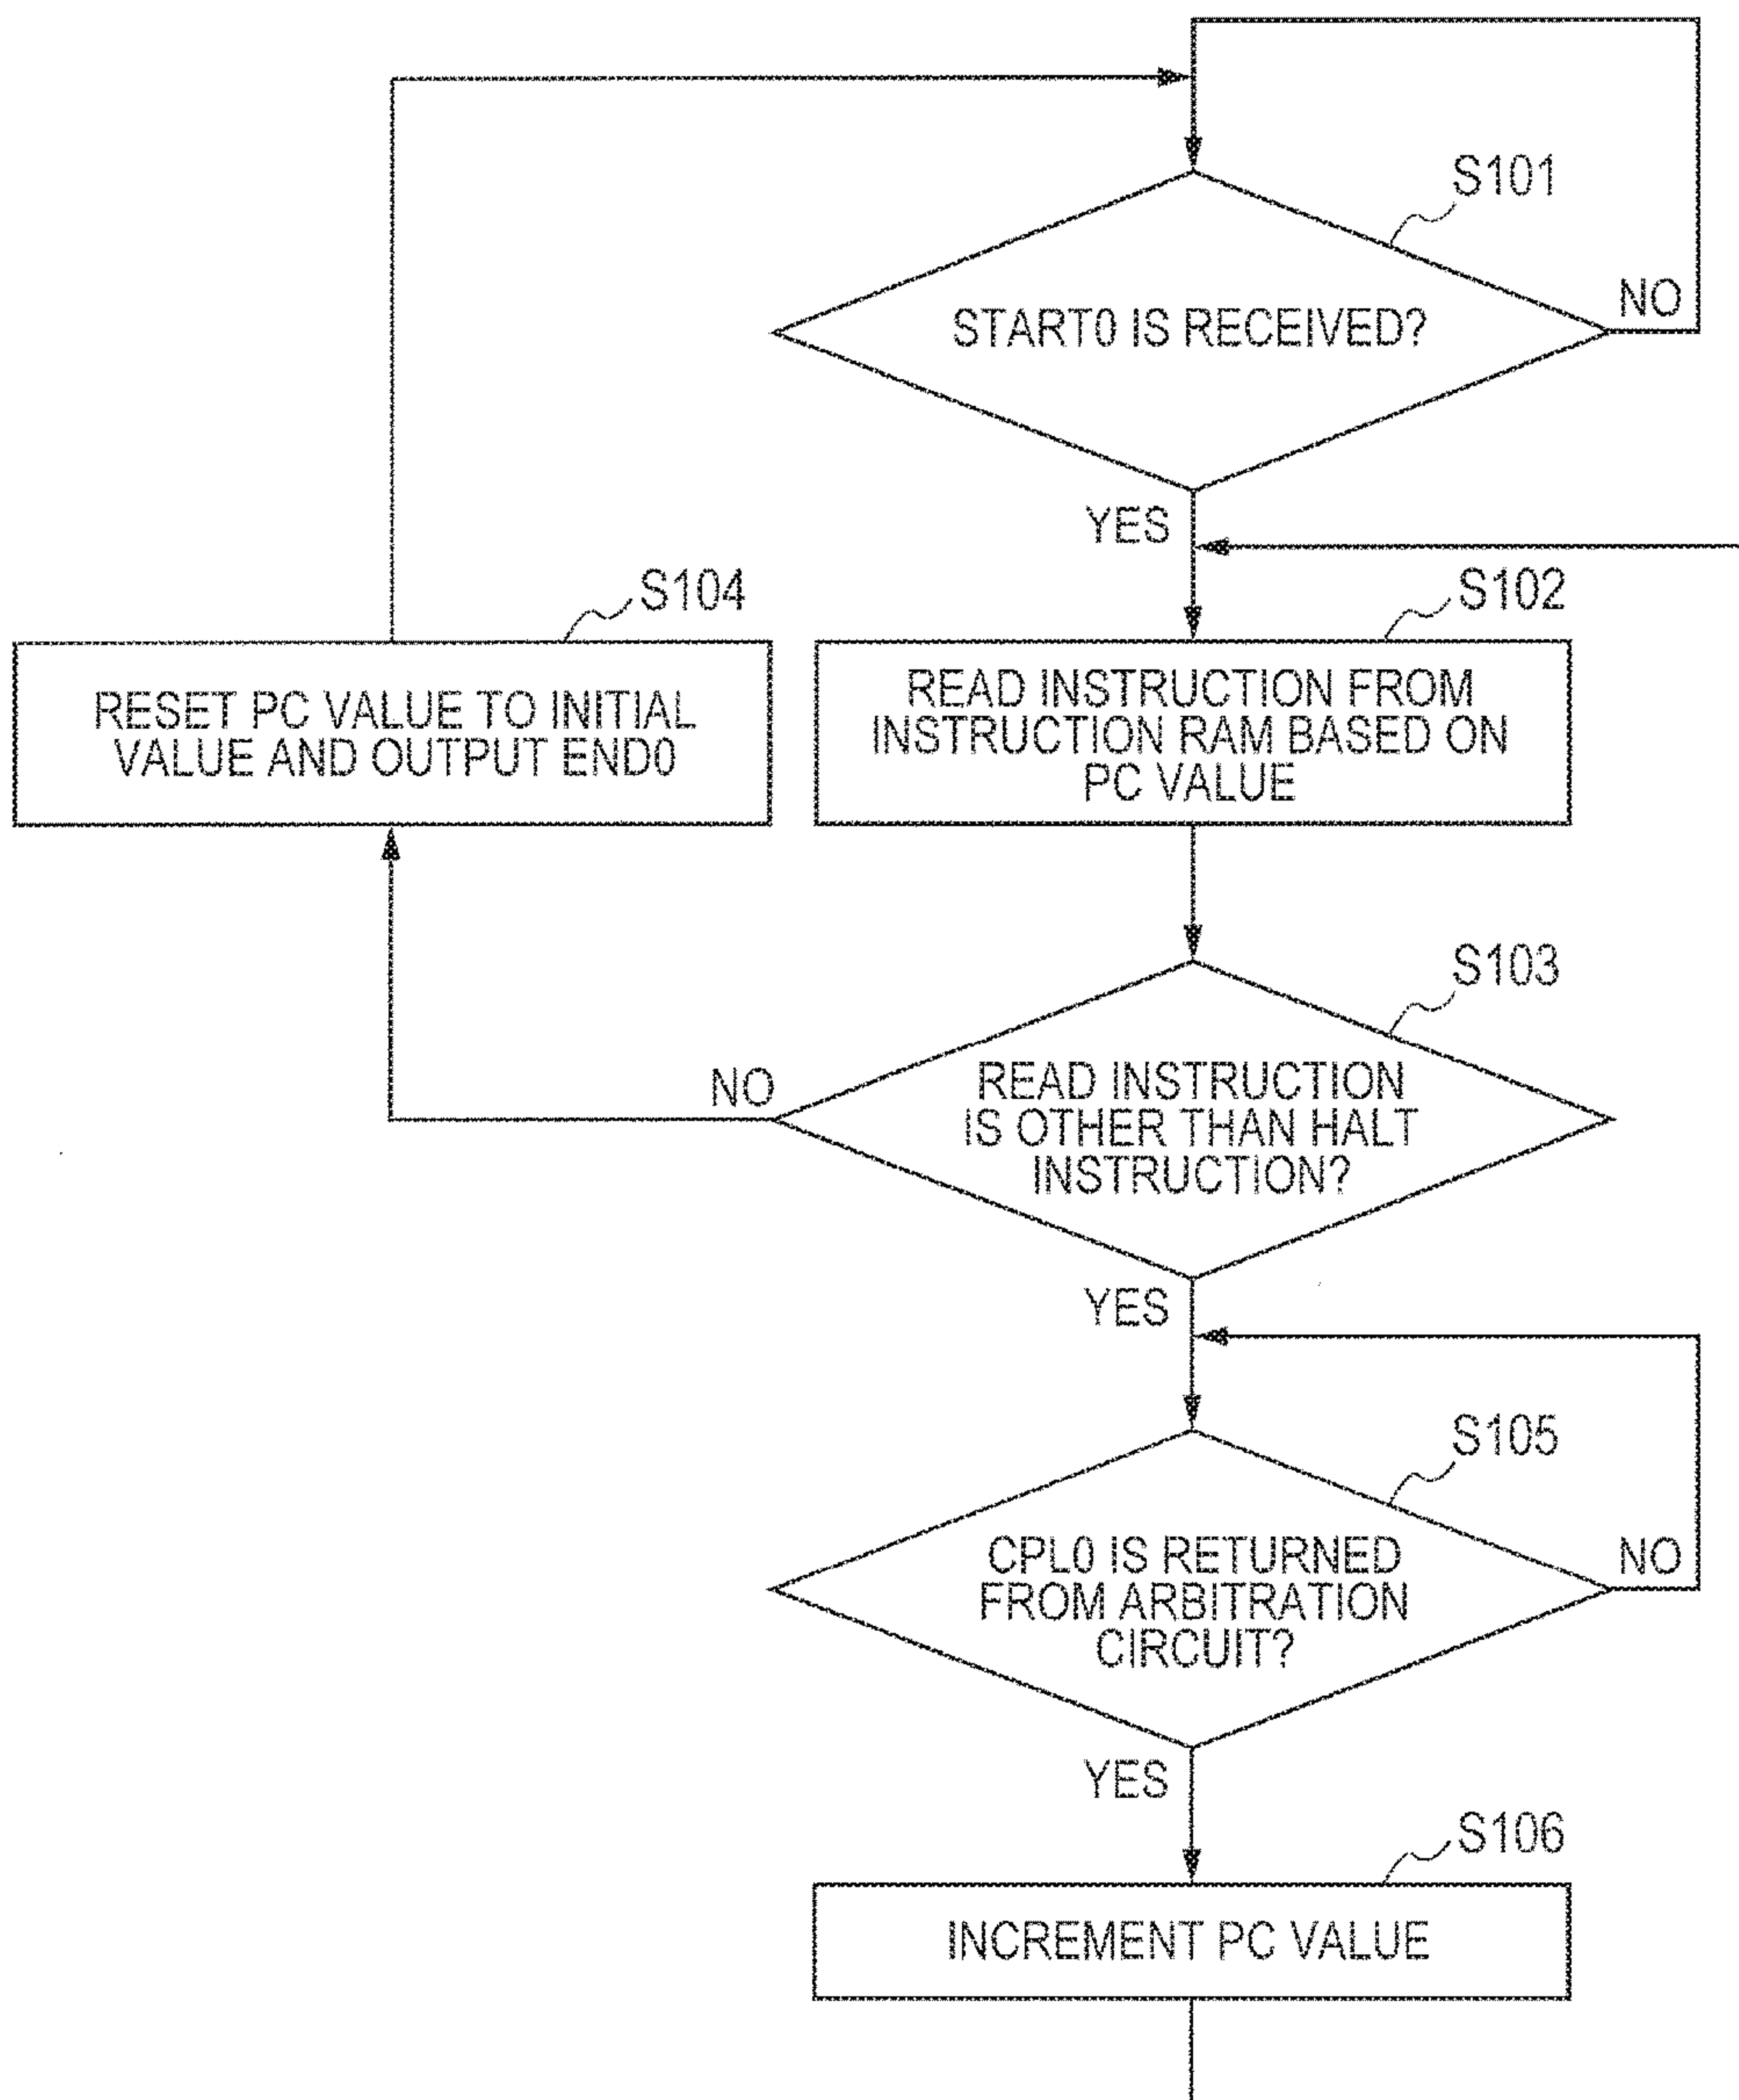 S101
START0 IS RECEIVED?
NO
YES
S104
S102
RESET PC VALUE TO INITIAL
VALUE AND OUTPUT END0
READ INSTRUCTION FROM
INSTRUCTION RAM BASED ON
PC VALUE
S103
NO
READ INSTRUCTION
IS OTHER THAN HALT
INSTRUCTION?
YES
S105
CPL0 IS RETURNED
FROM ARBITRATION
CIRCUIT?
NO
YES
S106
INCREMENT PC VALUE